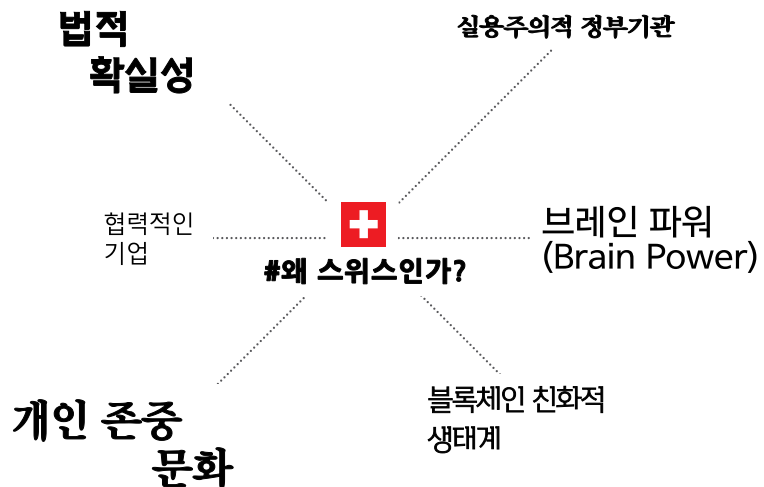 법적
확실성
실용주의적 정부기관
협력적인
기업
#왜 스위스인가?
브레인 파워
(Brain Power)
개인 존중
문화
블록체인 친화적
생태계